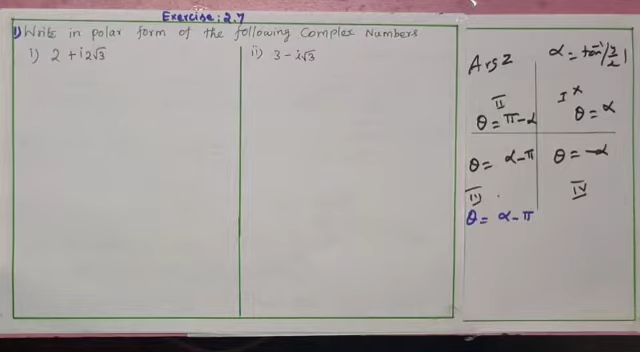 Exercise: 2.7
1) Write in polar form of the following Complex Numbers
i) 2 + i2√3
ii) 3 - i√3
Arg z
α = tan⁻¹|y/x|
II
I
θ = π-α
θ = α
θ = α-π
θ = -α
III
IV
θ = α-π